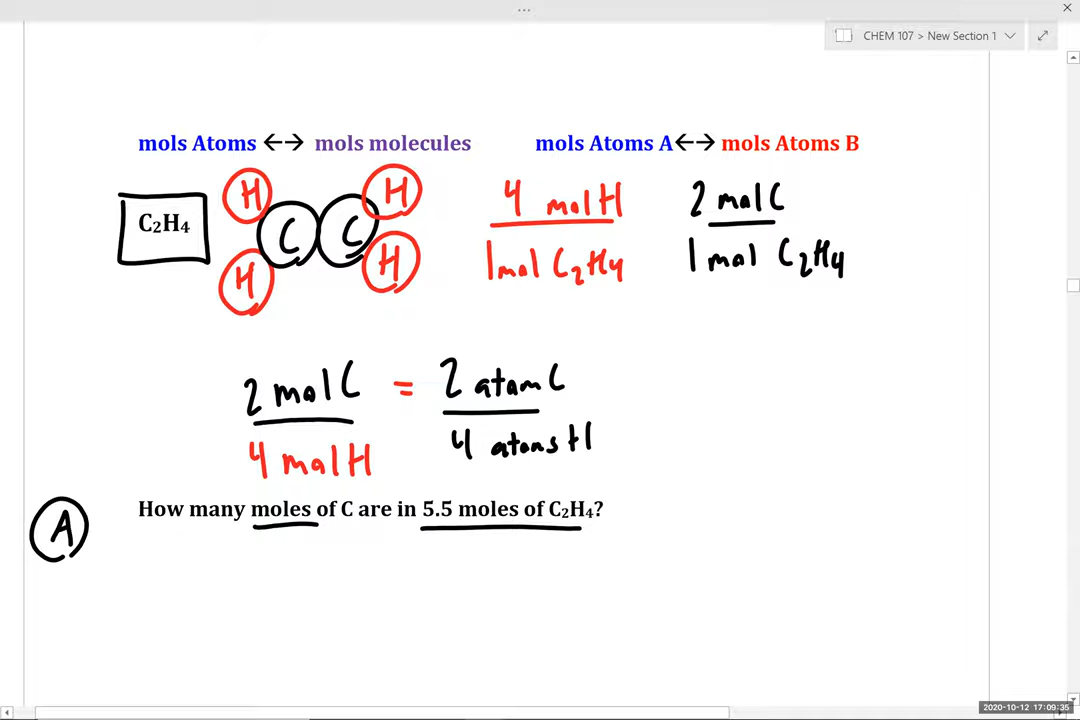 CHEM 107 > New Section 1
mols Atoms ←→ mols molecules
mols Atoms A←→ mols Atoms B
C₂H₄
H H
C C
H H
4 mol H
1 mol C₂H₄
2 mol C
1 mol C₂H₄
2 mol C = 2 atom C
4 mol H 4 atoms H
A
How many moles of C are in 5.5 moles of C₂H₄?
2020-10-12 17:09:35